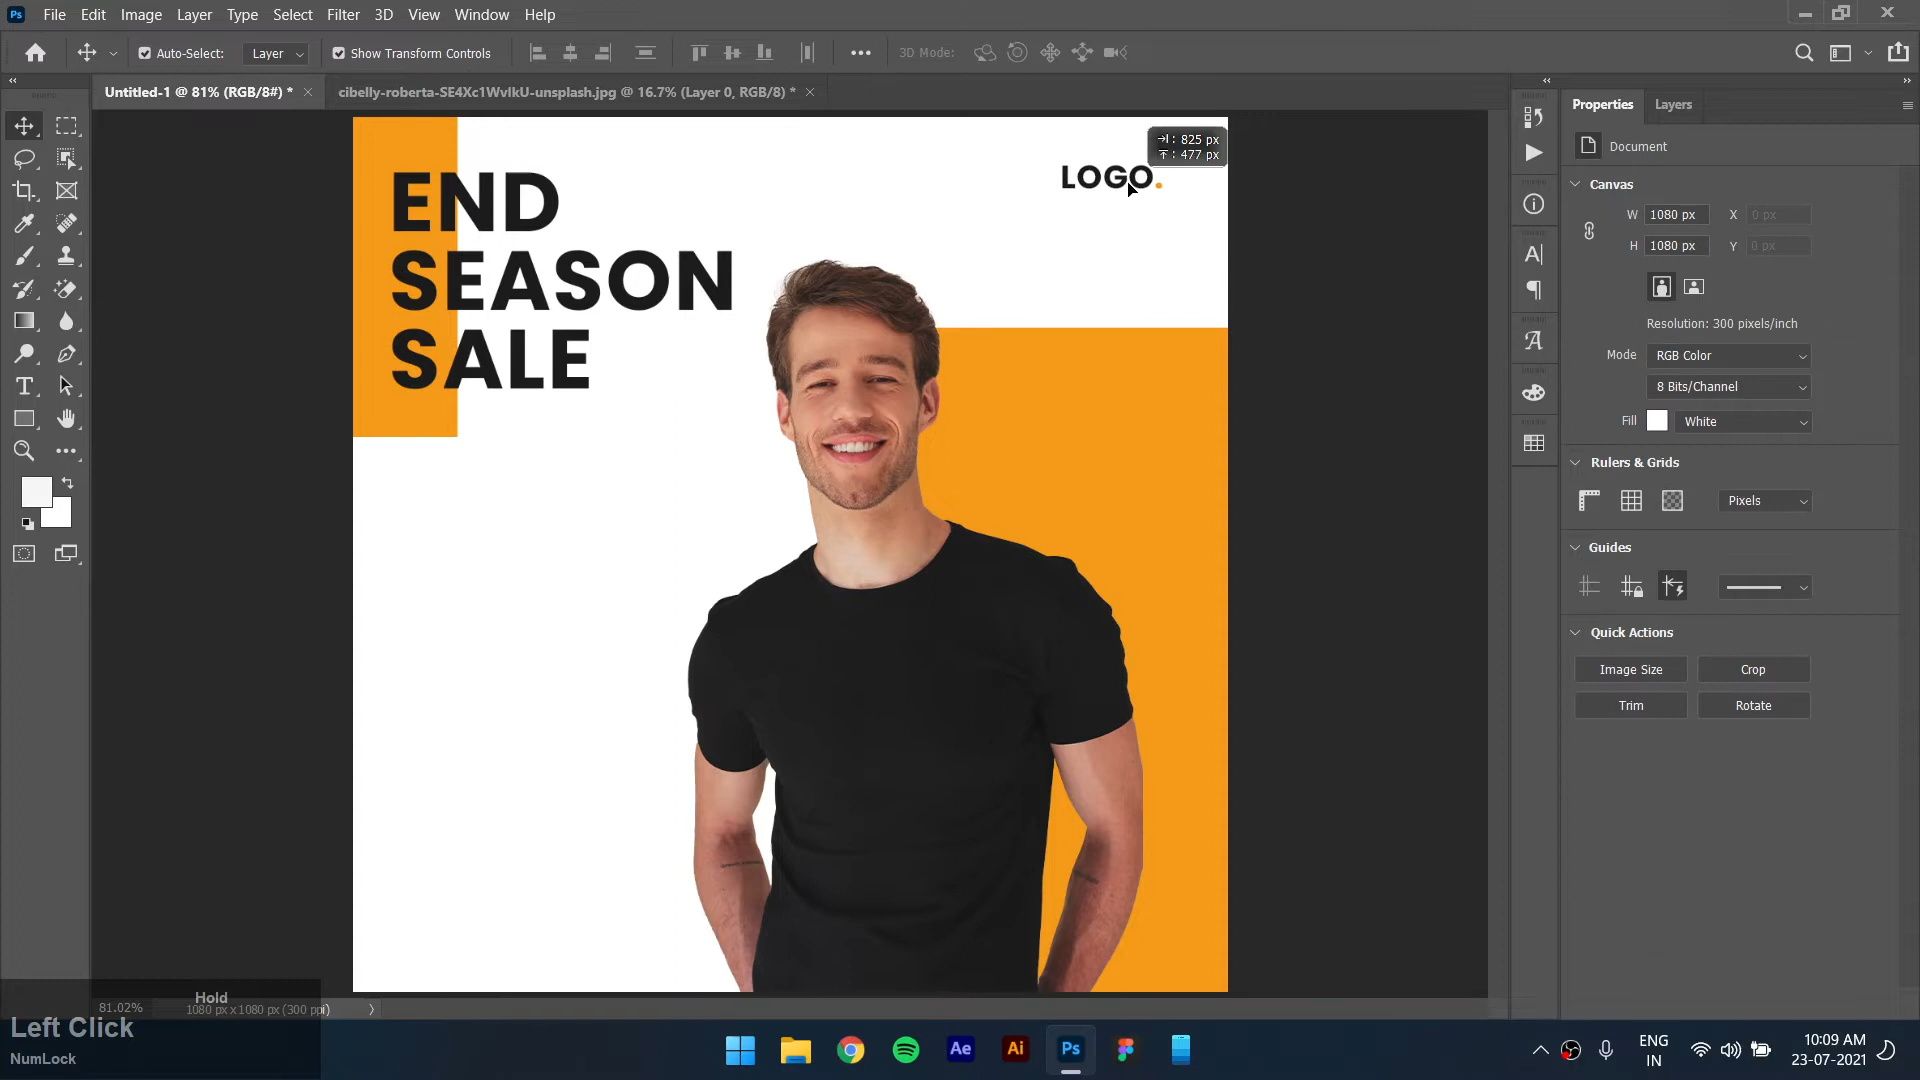 Ps File Edit Image Layer Type Select Filter 3D View Window Help
Auto-Select: Layer Show Transform Controls 3D Mode:
Untitled-1 @ 81% (RGB/8#) * cibelly-roberta-SE4Xc1WvIkU-unsplash.jpg @ 16.7% (Layer 0, RGB/8) *
END
SEASON
SALE
LOGO.
: 825 px
: 477 px
Properties Layers
Document
Canvas
W 1080 px X 0 px
H 1080 px Y 0 px
Resolution: 300 pixels/inch
Mode RGB Color
8 Bits/Channel
Fill White
Rulers & Grids
Pixels
Guides
Quick Actions
Image Size Crop
Trim Rotate
81.02% 1080 px x 1080 px (300 ppi)
Hold
Left Click
NumLock
Ae Ai Ps
ENG
IN
10:09 AM
23-07-2021